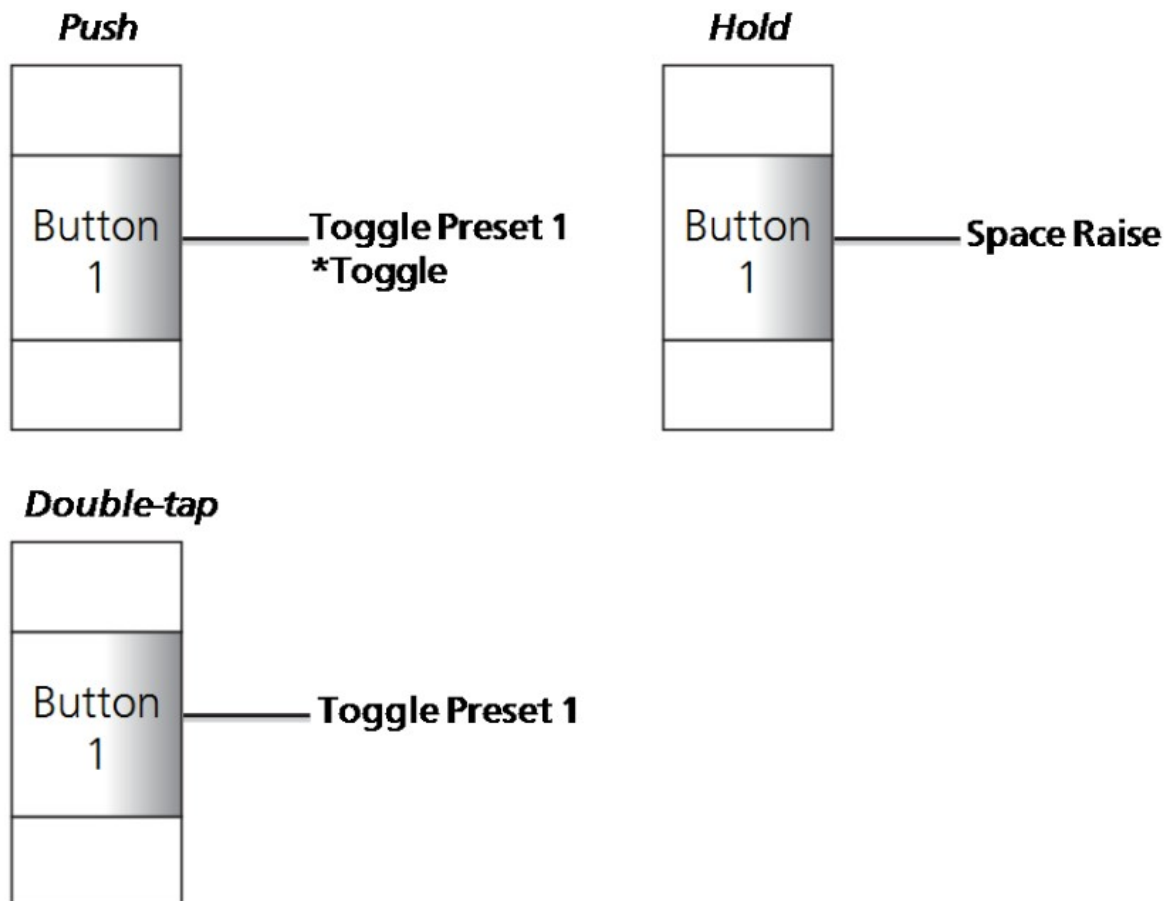 Push
Button
1
Toggle Preset 1
*Toggle
Hold
Button
1
Space Raise
Double-tap
Button
1
Toggle Preset 1